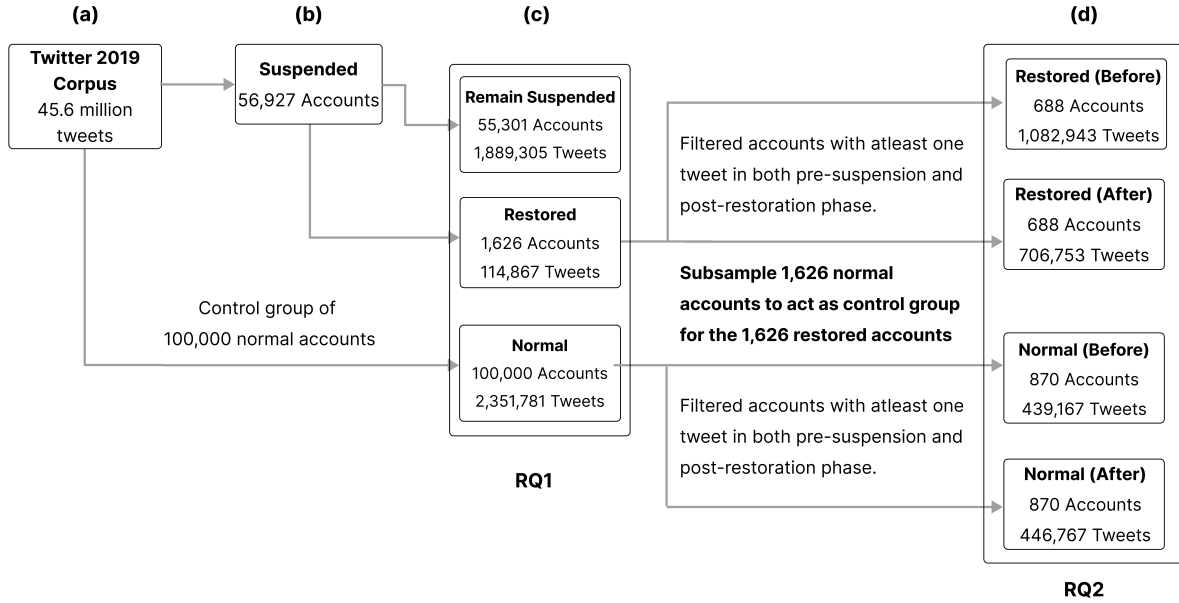 (a)
(b)
(c)
(d)
Twitter 2019
Corpus
45.6 million
tweets
Suspended
56,927 Accounts
Remain Suspended
55,301 Accounts
1,889,305 Tweets
Restored
1,626 Accounts
114,867 Tweets
Control group of
100,000 normal accounts
Normal
100,000 Accounts
2,351,781 Tweets
RQ1
Filtered accounts with atleast one
tweet in both pre-suspension and
post-restoration phase.
Subsample 1,626 normal
accounts to act as control group
for the 1,626 restored accounts
Filtered accounts with atleast one
tweet in both pre-suspension and
post-restoration phase.
Restored (Before)
688 Accounts
1,082,943 Tweets
Restored (After)
688 Accounts
706,753 Tweets
Normal (Before)
870 Accounts
439,167 Tweets
Normal (After)
870 Accounts
446,767 Tweets
RQ2